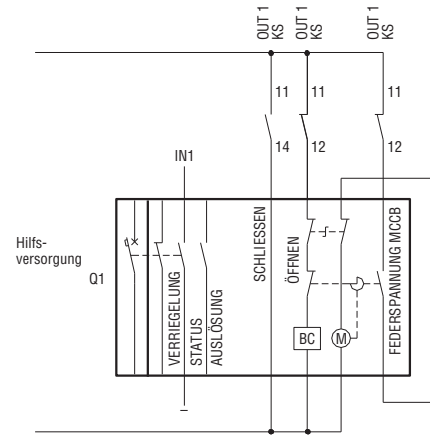 OUT 1
KS
OUT 1
KS
OUT 1
KS
11
11
11
14
12
12
IN1
Hilfs-
versorgung
Q1
VERRIEGELUNG
STATUS
AUSLÖSUNG
SCHLIESSEN
ÖFFNEN
FEDERSPANNUNG MCCB
BC
M